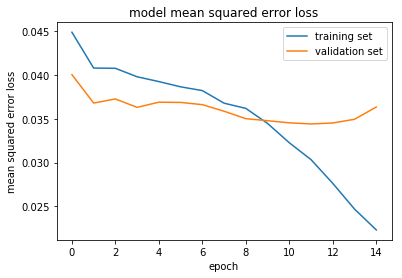 model mean squared error loss
training set
validation set
mean squared error loss
0.045
0.040
0.035
0.030
0.025
0 2 4 6 8 10 12 14
epoch